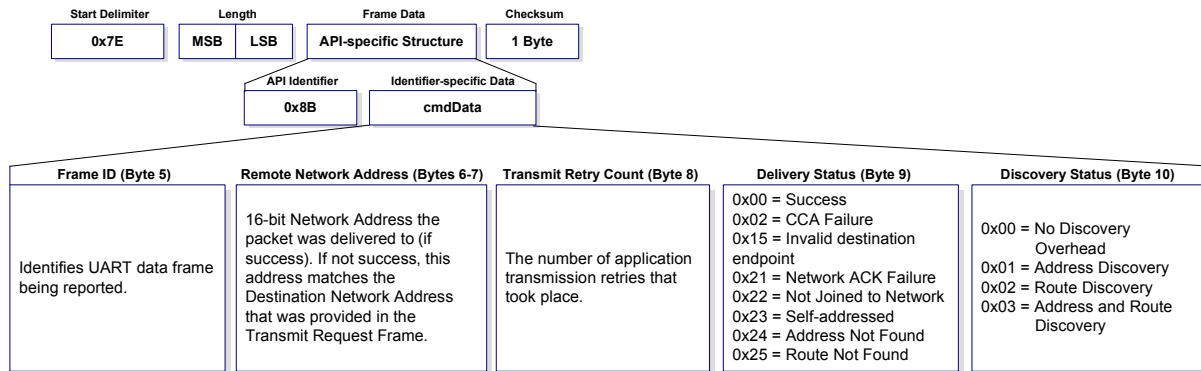 Start Delimiter
Length
Frame Data
Checksum
0x7E
MSB
LSB
API-specific Structure
1 Byte
API Identifier
Identifier-specific Data
0x8B
cmdData
Frame ID (Byte 5)
Identifies UART data frame
being reported.
Remote Network Address (Bytes 6-7)
16-bit Network Address the
packet was delivered to (if
success). If not success, this
address matches the
Destination Network Address
that was provided in the
Transmit Request Frame.
Transmit Retry Count (Byte 8)
The number of application
transmission retries that
took place.
Delivery Status (Byte 9)
0x00 = Success
0x02 = CCA Failure
0x15 = Invalid destination
endpoint
0x21 = Network ACK Failure
0x22 = Not Joined to Network
0x23 = Self-addressed
0x24 = Address Not Found
0x25 = Route Not Found
Discovery Status (Byte 10)
0x00 = No Discovery
Overhead
0x01 = Address Discovery
0x02 = Route Discovery
0x03 = Address and Route
Discovery